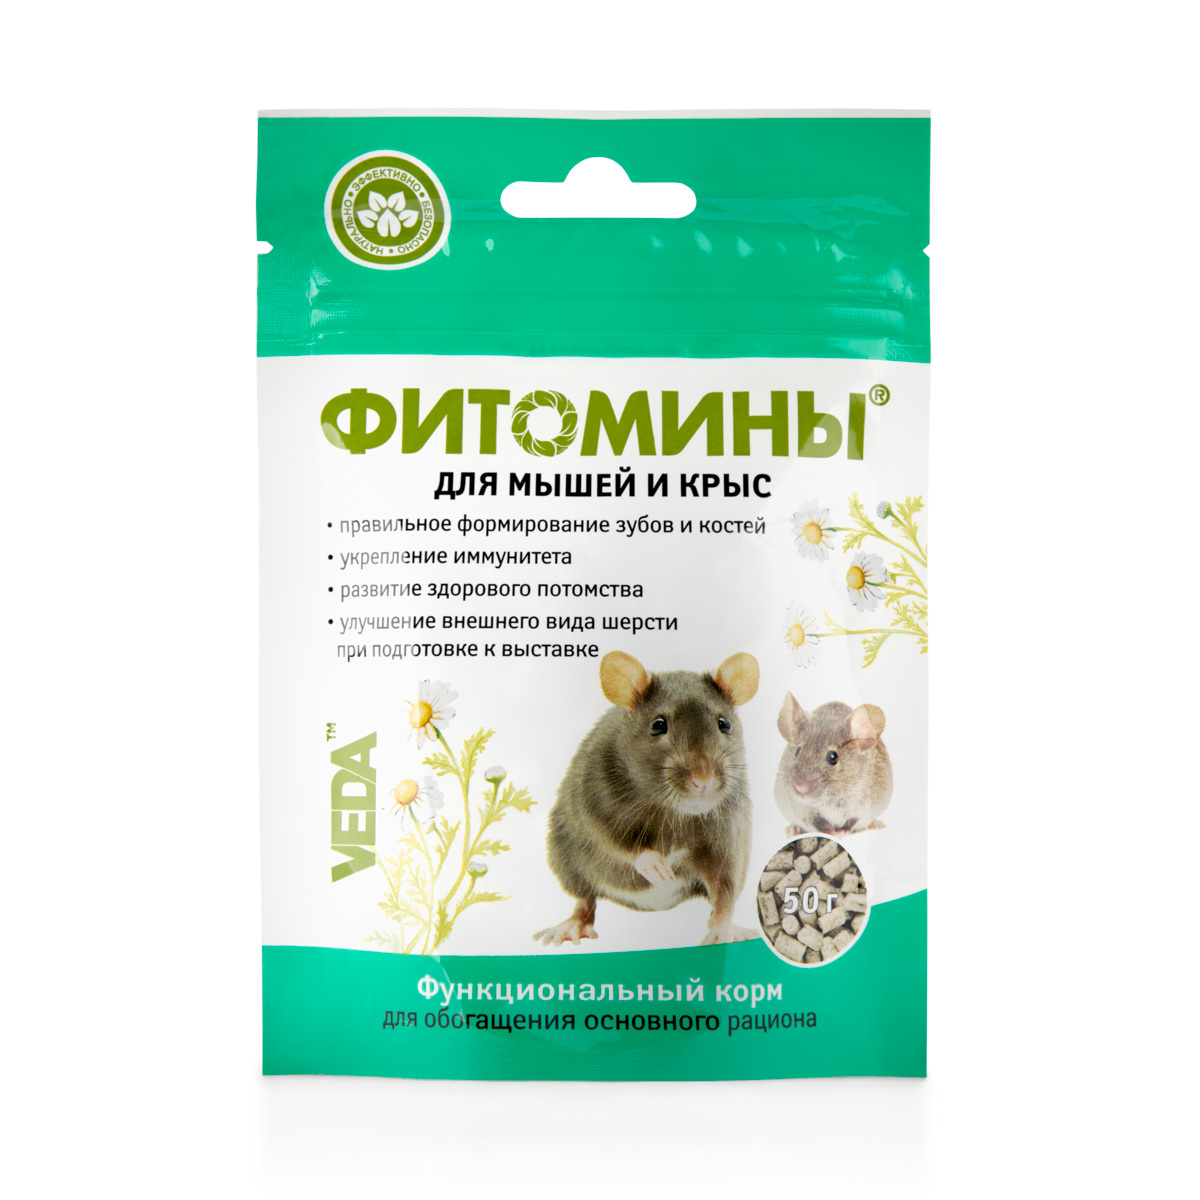 НАТУРАЛЬНО • ЭФФЕКТИВНО • БЕЗОПАСНО •
ФИТОМИНЫ®
ДЛЯ МЫШЕЙ И КРЫС
• правильное формирование зубов и костей
• укрепление иммунитета
• развитие здорового потомства
• улучшение внешнего вида шерсти
при подготовке к выставке
VEDA™
50 г
Функциональный корм
для обогащения основного рациона